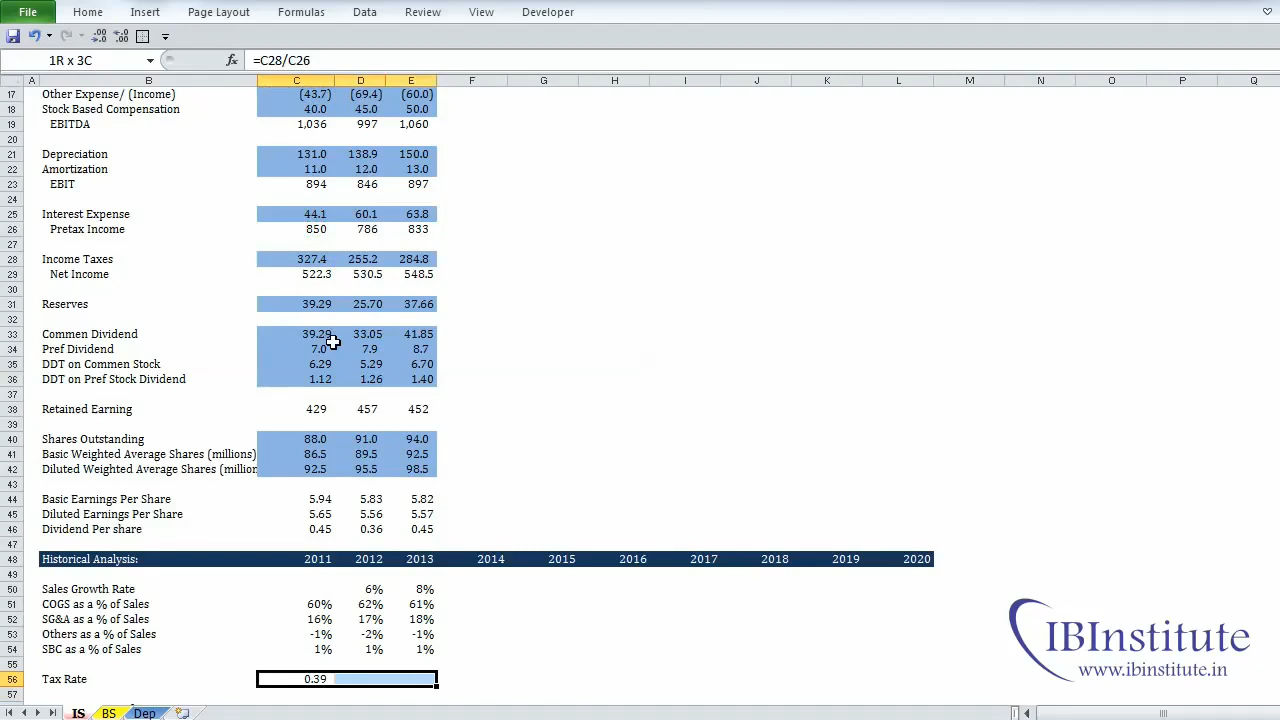 File Home Insert Page Layout Formulas Data Review View Developer
1R x 3C fx =C28/C26
A B C D E F G H I J K L M N O P Q
17 Other Expense/ (Income) (43.7) (69.4) (60.0)
18 Stock Based Compensation 40.0 45.0 50.0
19 EBITDA 1,036 997 1,060
20
21 Depreciation 131.0 138.9 150.0
22 Amortization 11.0 12.0 13.0
23 EBIT 894 846 897
24
25 Interest Expense 44.1 60.1 63.8
26 Pretax Income 850 786 833
27
28 Income Taxes 327.4 255.2 284.8
29 Net Income 522.3 530.5 548.5
30
31 Reserves 39.29 25.70 37.66
32
33 Commen Dividend 39.29 33.05 41.85
34 Pref Dividend 7.0 7.9 8.7
35 DDT on Commen Stock 6.29 5.29 6.70
36 DDT on Pref Stock Dividend 1.12 1.26 1.40
37
38 Retained Earning 429 457 452
39
40 Shares Outstanding 88.0 91.0 94.0
41 Basic Weighted Average Shares (millions) 86.5 89.5 92.5
42 Diluted Weighted Average Shares (million 92.5 95.5 98.5
43
44 Basic Earnings Per Share 5.94 5.83 5.82
45 Diluted Earnings Per Share 5.65 5.56 5.57
46 Dividend Per share 0.45 0.36 0.45
47
48 Historical Analysis: 2011 2012 2013 2014 2015 2016 2017 2018 2019 2020
49
50 Sales Growth Rate 6% 8%
51 COGS as a % of Sales 60% 62% 61%
52 SG&A as a % of Sales 16% 17% 18%
53 Others as a % of Sales -1% -2% -1%
54 SBC as a % of Sales 1% 1% 1%
55
56 Tax Rate 0.39
57
IBInstitute
www.ibinstitute.in
IS BS Dep